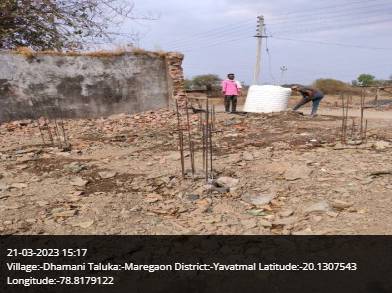 21-03-2023 15:17
Village:-Dhamani Taluka:-Maregaon District:-Yavatmal Latitude:-20.1307543
Longitude:-78.8179122